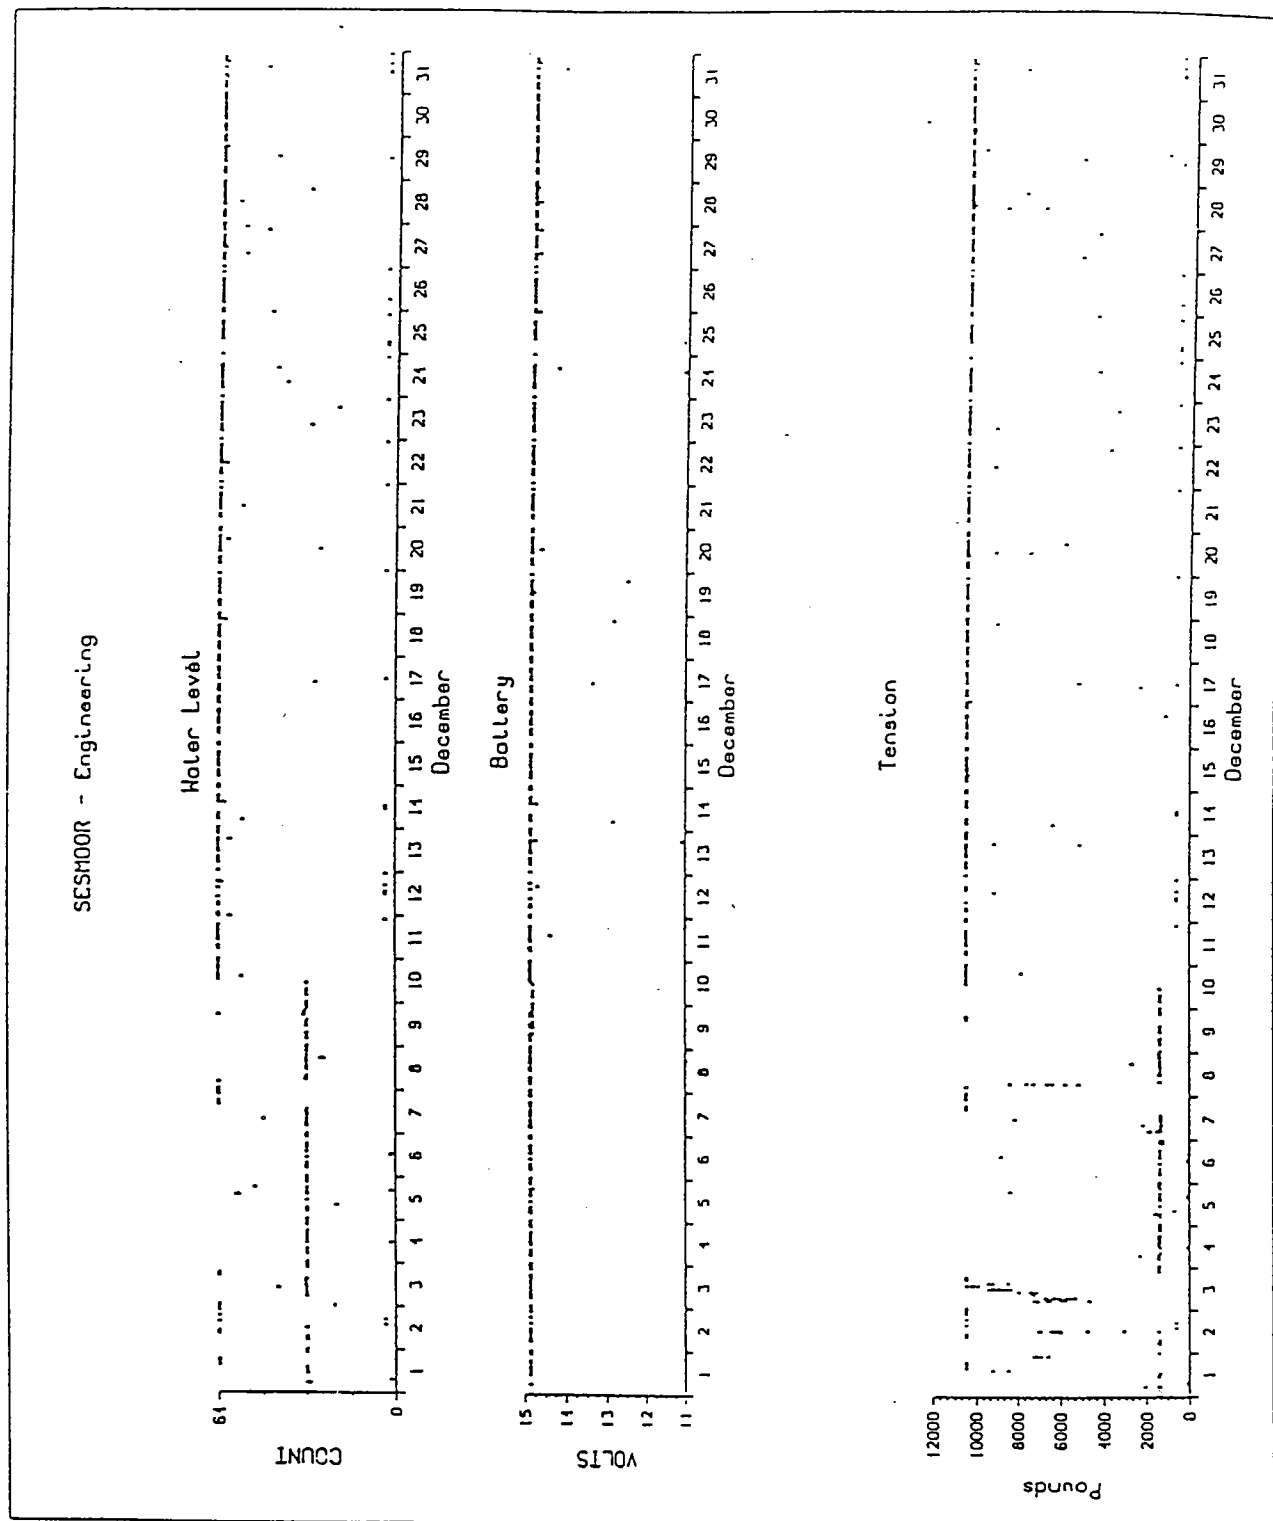 SESMOOR - Engineering
Water Level
64
0
COUNT
1 2 3 4 5 6 7 8 9 10 11 12 13 14 15 16 17 18 19 20 21 22 23 24 25 26 27 28 29 30 31
December
Battery
15 14 13 12 11
VOLTS
1 2 3 4 5 6 7 8 9 10 11 12 13 14 15 16 17 18 19 20 21 22 23 24 25 26 27 28 29 30 31
December
Tension
12000 10000 8000 6000 4000 2000 0
Pounds
1 2 3 4 5 6 7 8 9 10 11 12 13 14 15 16 17 18 19 20 21 22 23 24 25 26 27 28 29 30 31
December